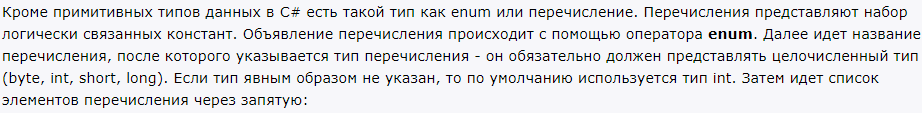 Кроме примитивных типов данных в C# есть такой тип как enum или перечисление. Перечисления представляют набор
логически связанных констант. Объявление перечисления происходит с помощью оператора enum. Далее идет название
перечисления, после которого указывается тип перечисления - он обязательно должен представлять целочисленный тип
(byte, int, short, long). Если тип явным образом не указан, то по умолчанию используется тип int. Затем идет список
элементов перечисления через запятую: